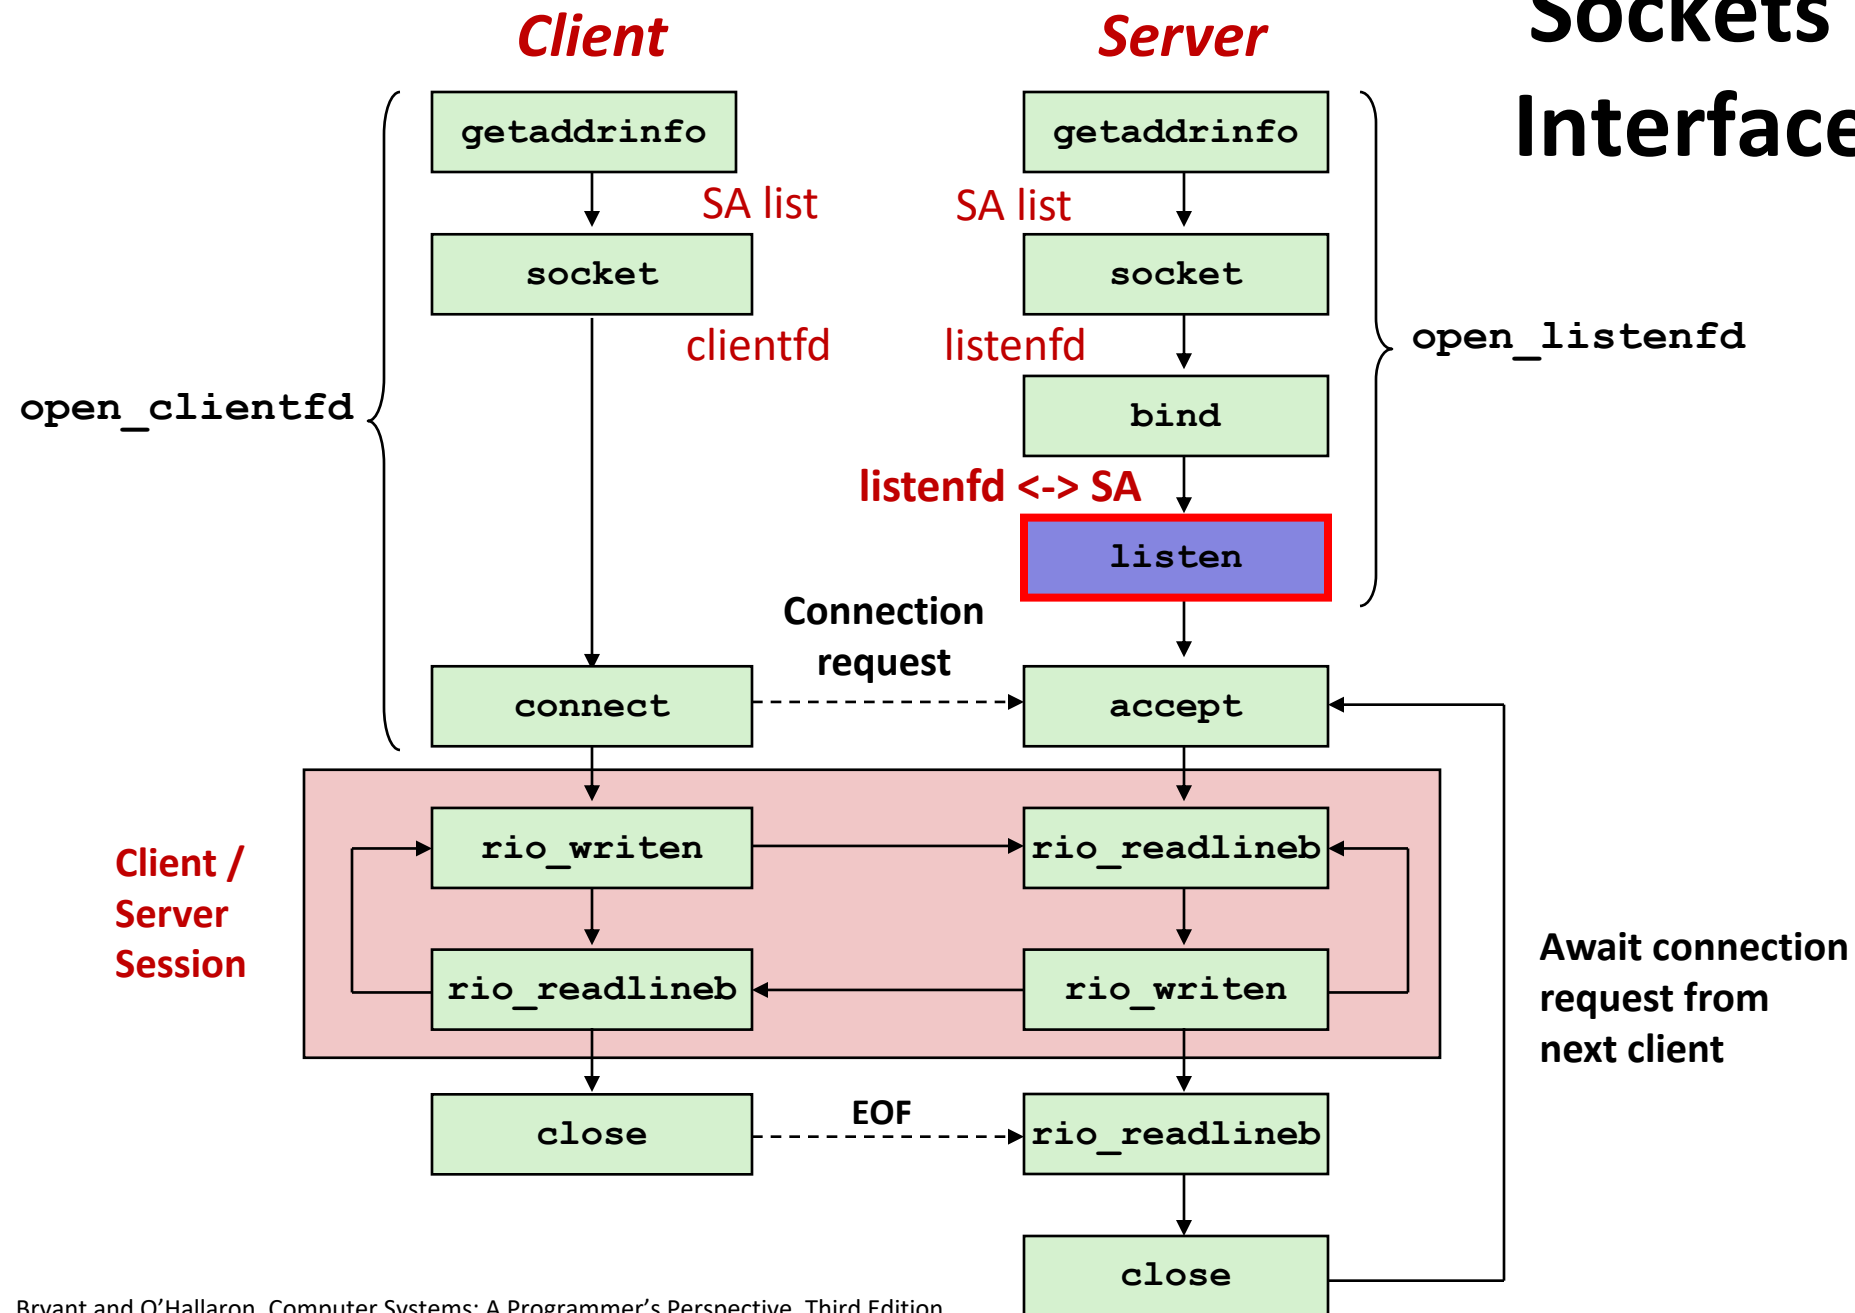 Client
Server
Sockets
Interface
getaddrinfo
getaddrinfo
SA list
SA list
socket
socket
clientfd
listenfd
open_listenfd
open_clientfd
bind
listenfd <-> SA
listen
Connection
request
connect
accept
Client /
Server
Session
rio_writen
rio_readlineb
rio_readlineb
rio_writen
Await connection
request from
next client
close
EOF
rio_readlineb
close
Bryant and O'Hallaron, Computer Systems: A Programmer's Perspective, Third Edition